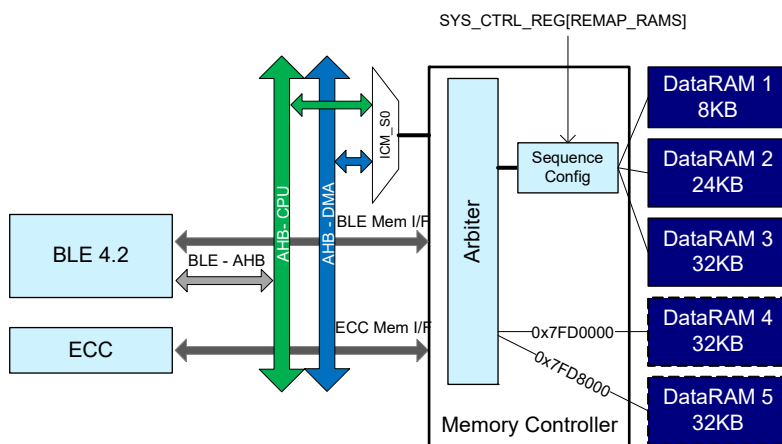 SYS_CTRL_REG[REMAP_RAMS]
DataRAM 1
8KB
ICM_S0
Sequence
Config
DataRAM 2
24KB
AHB- CPU
AHB - DMA
Arbiter
BLE Mem I/F
BLE 4.2
BLE - AHB
DataRAM 3
32KB
ECC Mem I/F
ECC
0x7FD0000
DataRAM 4
32KB
0x7FD8000
DataRAM 5
32KB
Memory Controller